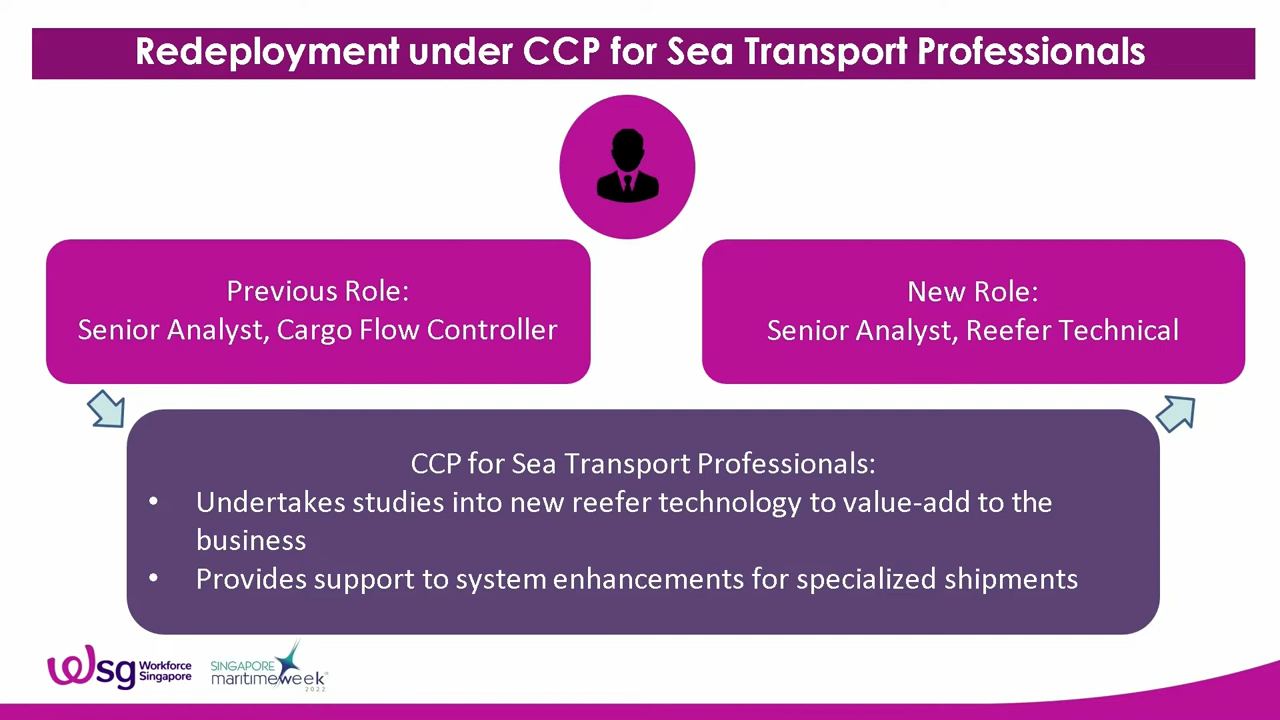 Redeployment under CCP for Sea Transport Professionals
Previous Role:
Senior Analyst, Cargo Flow Controller
New Role:
Senior Analyst, Reefer Technical
CCP for Sea Transport Professionals:
• Undertakes studies into new reefer technology to value-add to the
business
• Provides support to system enhancements for specialized shipments
wsg Workforce
Singapore
SINGAPORE
maritimeweek
2022